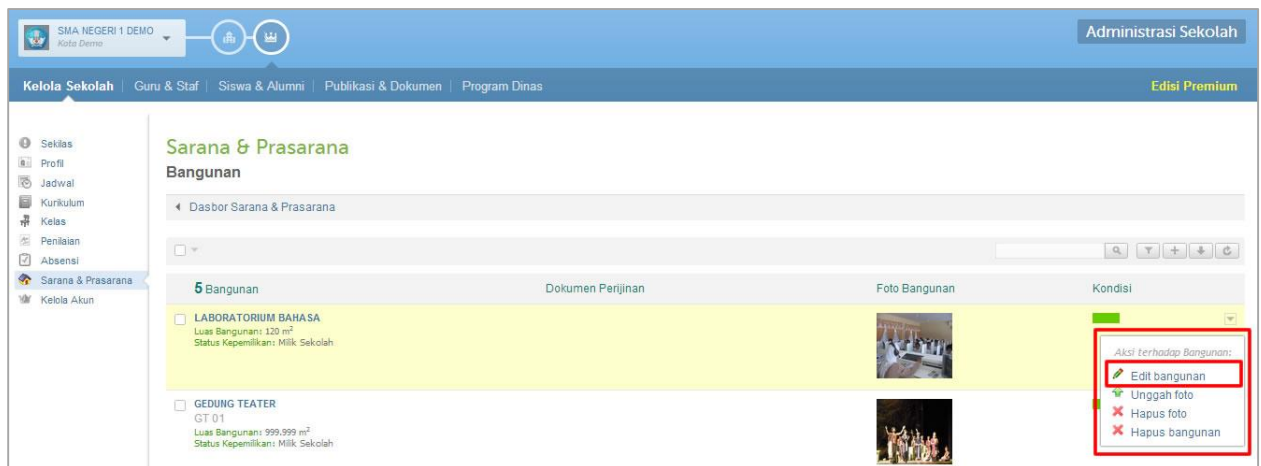 SMA NEGERI 1 DEMO
Kota Demo
Administrasi Sekolah
Kelola Sekolah | Guru & Staf | Siswa & Alumni | Publikasi & Dokumen | Program Dinas
Edisi Premium
Sekilas
Profil
Jadwal
Kurikulum
Kelas
Penilaian
Absensi
Sarana & Prasarana
Kelola Akun
Sarana & Prasarana
Bangunan
Dasbor Sarana & Prasarana
5 Bangunan Dokumen Perijinan Foto Bangunan Kondisi
LABORATORIUM BAHASA
Luas Bangunan: 120 m²
Status Kepemilikan: Milik Sekolah
Aksi terhadap Bangunan:
Edit bangunan
Unggah foto
Hapus foto
Hapus bangunan
GEDUNG TEATER
GT 01
Luas Bangunan: 999.999 m²
Status Kepemilikan: Milik Sekolah